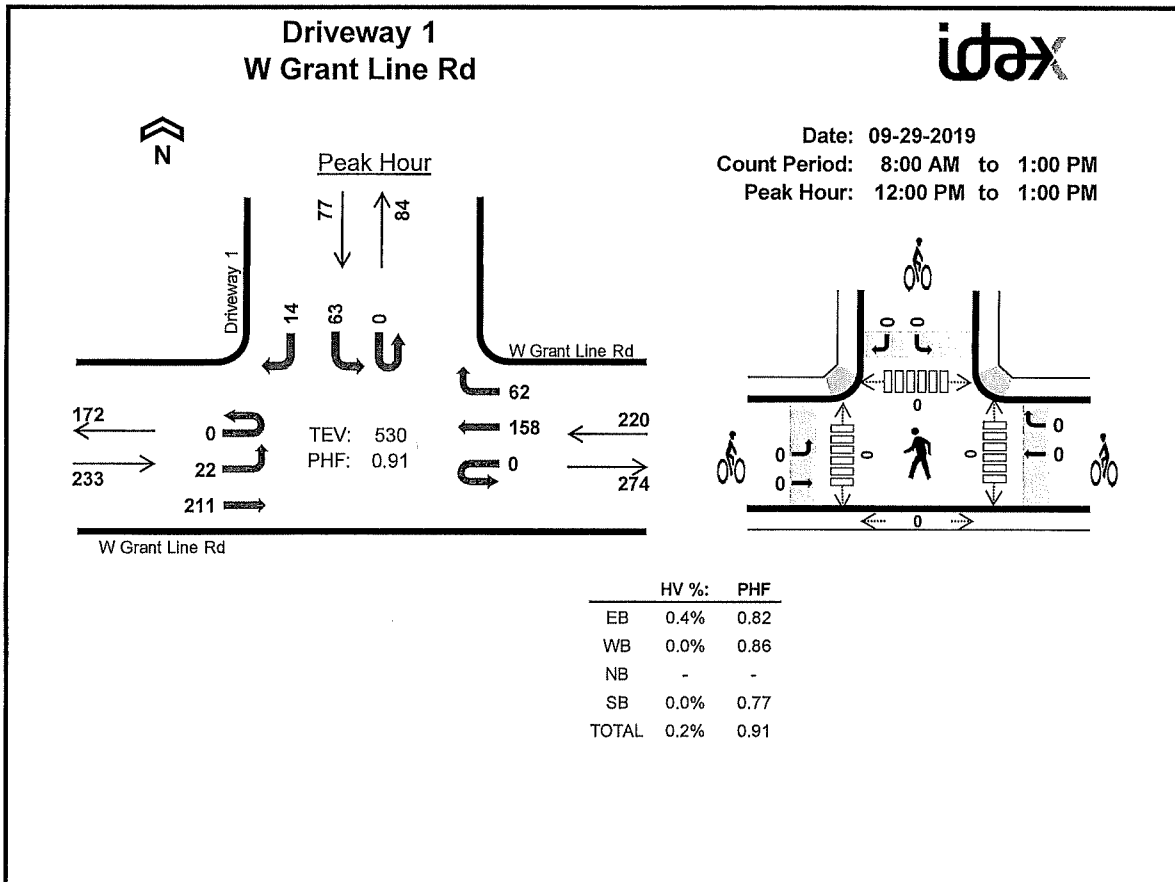 Driveway 1
W Grant Line Rd
idax
N
Peak Hour
Date: 09-29-2019
Count Period: 8:00 AM to 1:00 PM
Peak Hour: 12:00 PM to 1:00 PM
77
84
Driveway 1
14
63
0
W Grant Line Rd
172
0
TEV: 530
PHF: 0.91
62
158
220
233
22
0
274
211
W Grant Line Rd
0
0
0
0
0
0
0
0
0
0
HV %: PHF
EB 0.4% 0.82
WB 0.0% 0.86
NB - -
SB 0.0% 0.77
TOTAL 0.2% 0.91